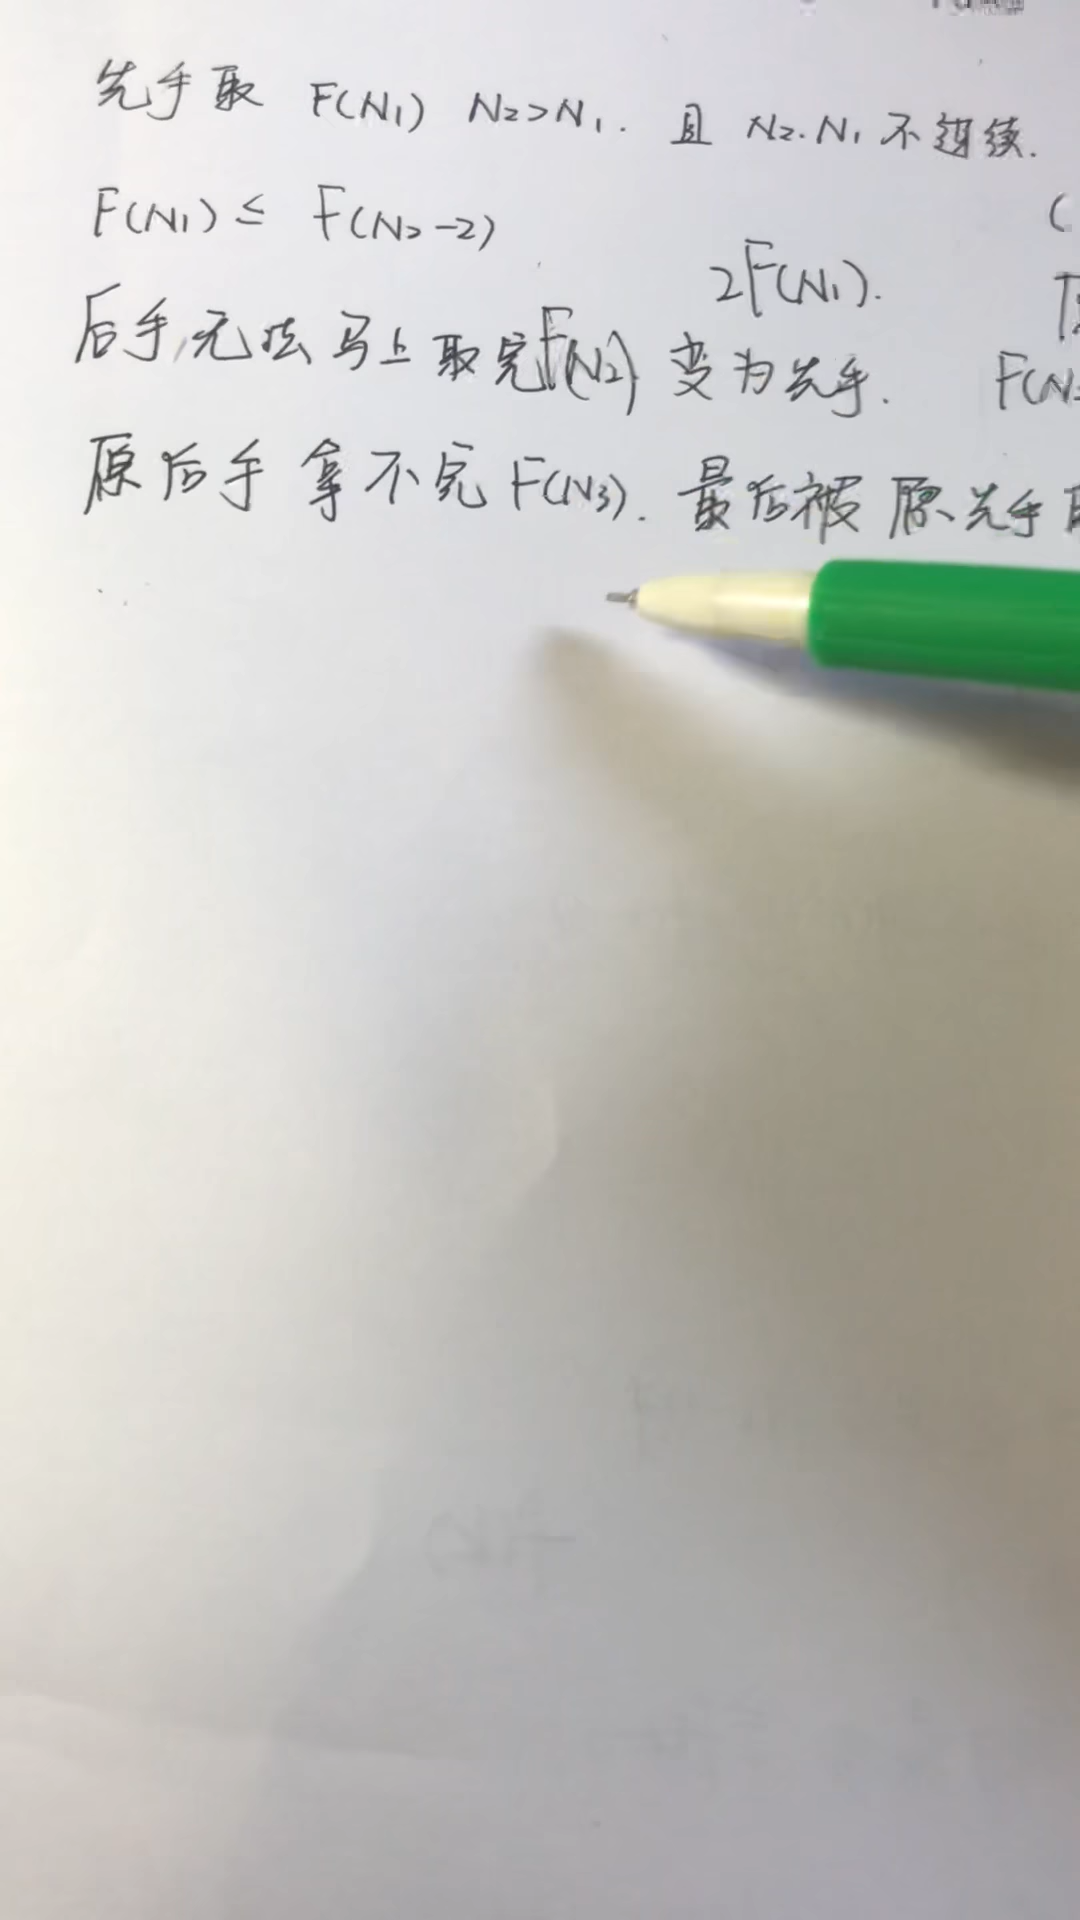 先手取 F(N1) N2>N1. 且 N2.N1 不连续.
F(N1) ≤ F(N2-2)
2F(N1).
后手无法马上取完F(N2) 变为先手. F(N
原后手 拿不完 F(N3). 最后被 原先手